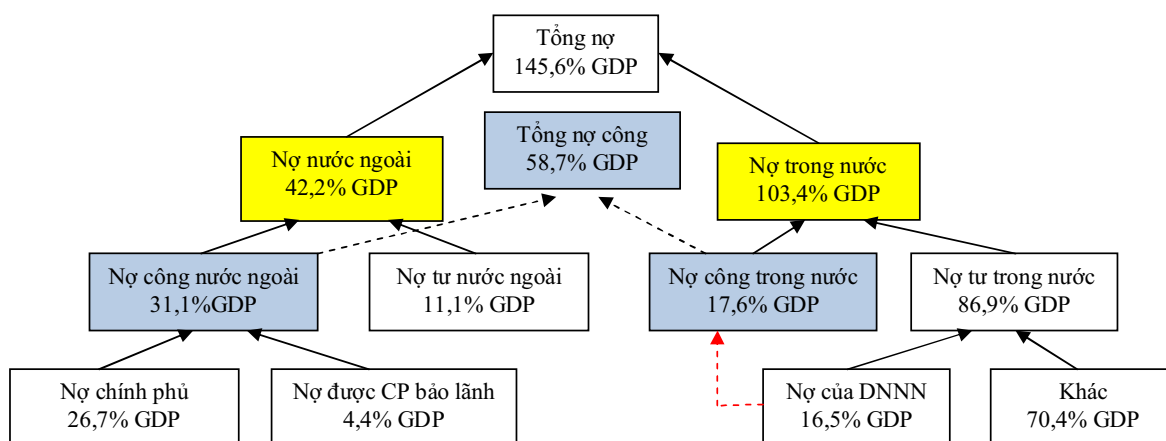 Tổng nợ
145,6% GDP
Tổng nợ công
58,7% GDP
Nợ nước ngoài
42,2% GDP
Nợ trong nước
103,4% GDP
Nợ công nước ngoài
31,1%GDP
Nợ tư nước ngoài
11,1% GDP
Nợ công trong nước
17,6% GDP
Nợ tư trong nước
86,9% GDP
Nợ chính phủ
26,7% GDP
Nợ được CP bảo lãnh
4,4% GDP
Nợ của DNNN
16,5% GDP
Khác
70,4% GDP